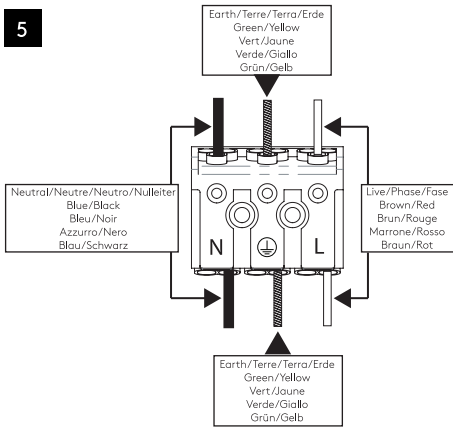 5
Earth/Terre/Terra/Erde
Green/Yellow
Vert/Jaune
Verde/Giallo
Grün/Gelb
Neutral/Neutre/Neutro/Nulleiter
Blue/Black
Bleu/Noir
Azzurro/Nero
Blau/Schwarz
Live/Phase/Fase
Brown/Red
Brun/Rouge
Marrone/Rosso
Braun/Rot
N
L
Earth/Terre/Terra/Erde
Green/Yellow
Vert/Jaune
Verde/Giallo
Grün/Gelb